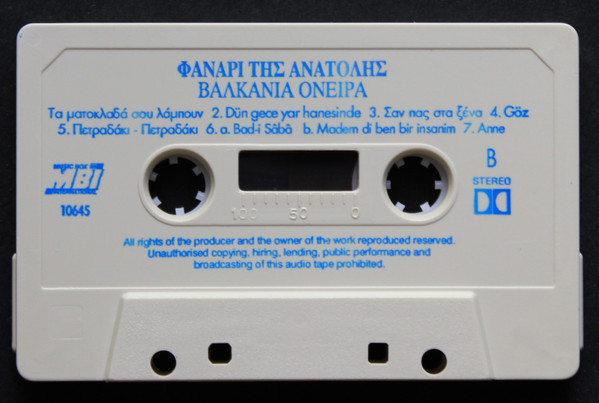 ΦΑΝΑΡΙ ΤΗΣ ΑΝΑΤΟΛΗΣ
ΒΑΛΚΑΝΙΑ ΟΝΕΙΡΑ
Τα ματοκλαδά σου λάμπουν 2. Dün gece yar hanesinde 3. Σαν πας στα ξένα 4. Göz
5. Πετραδάκι - Πετραδάκι 6. a. Bad-i Sâbâ b. Madem di ben bir insanim 7. Anne
MUSIC BOX
MBI
INTERNATIONAL
10645
B
STEREO
100 50 0
All rights of the producer and the owner of the work reproduced reserved.
Unauthorised copying, hiring, lending, public performance and
broadcasting of this audio tape prohibited.